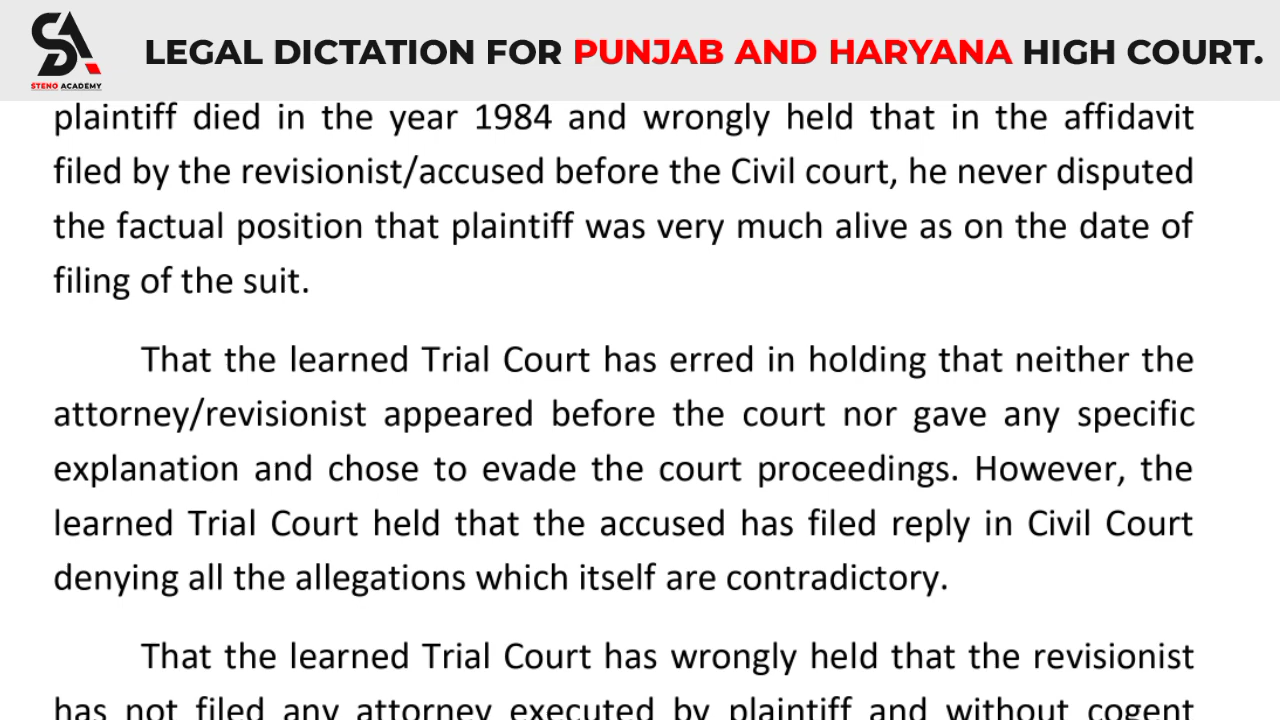 LEGAL DICTATION FOR PUNJAB AND HARYANA HIGH COURT.
STENO ACADEMY
plaintiff died in the year 1984 and wrongly held that in the affidavit
filed by the revisionist/accused before the Civil court, he never disputed
the factual position that plaintiff was very much alive as on the date of
filing of the suit.
That the learned Trial Court has erred in holding that neither the
attorney/revisionist appeared before the court nor gave any specific
explanation and chose to evade the court proceedings. However, the
learned Trial Court held that the accused has filed reply in Civil Court
denying all the allegations which itself are contradictory.
That the learned Trial Court has wrongly held that the revisionist
has not filed any attorney executed by plaintiff and without cogent